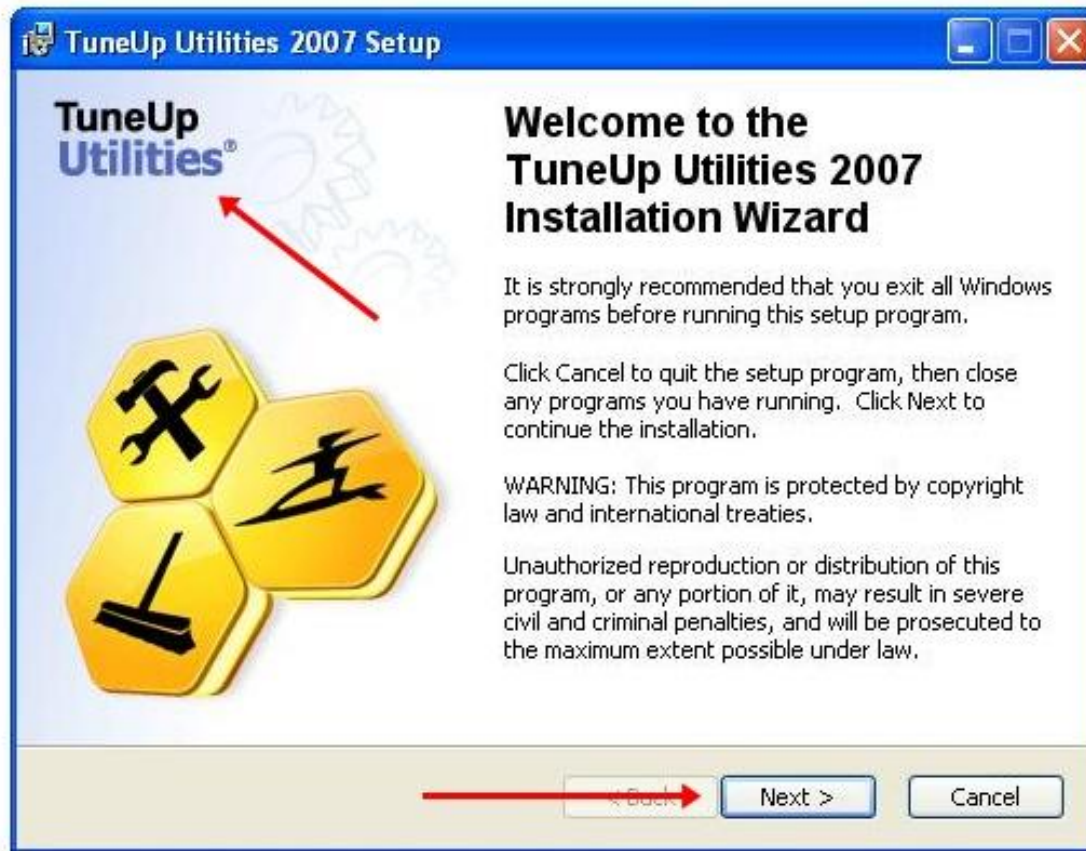 TuneUp Utilities 2007 Setup
TuneUp
Utilities®
Welcome to the
TuneUp Utilities 2007
Installation Wizard
It is strongly recommended that you exit all Windows
programs before running this setup program.
Click Cancel to quit the setup program, then close
any programs you have running. Click Next to
continue the installation.
WARNING: This program is protected by copyright
law and international treaties.
Unauthorized reproduction or distribution of this
program, or any portion of it, may result in severe
civil and criminal penalties, and will be prosecuted to
the maximum extent possible under law.
< Back
Next >
Cancel